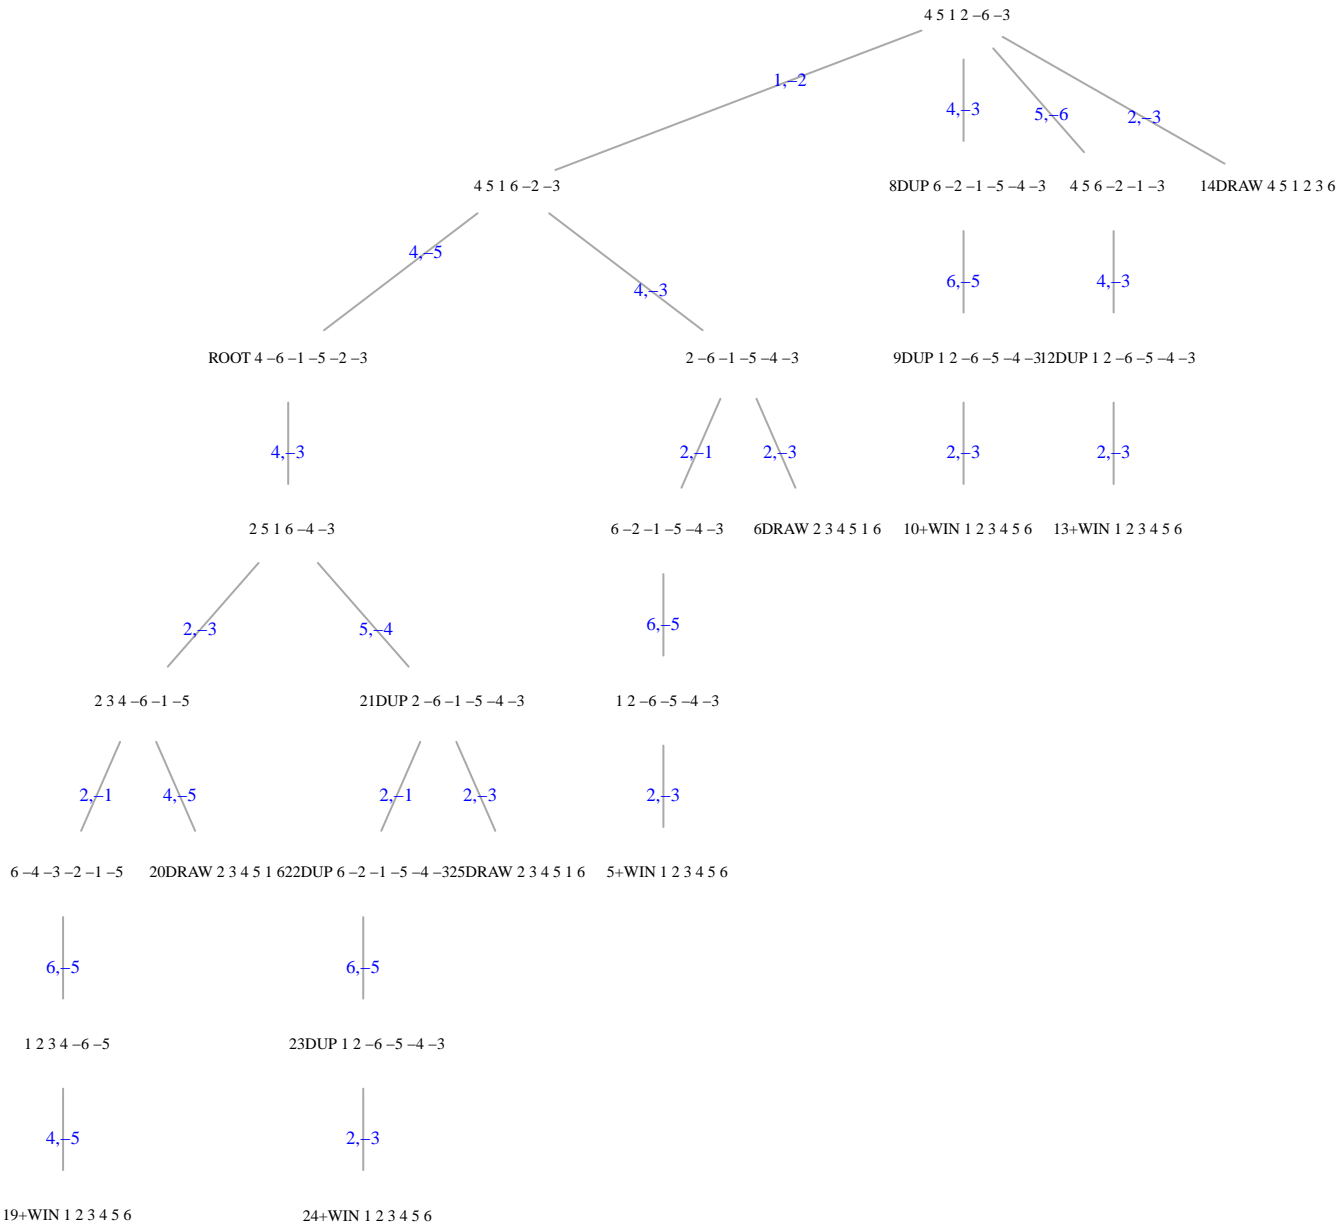 4 5 1 2 –6 –3
1,–2
4,–3
5,–6
2,–3
4 5 1 6 –2 –3
8DUP 6 –2 –1 –5 –4 –3
4 5 6 –2 –1 –3
14DRAW 4 5 1 2 3 6
4,–5
4,–3
6,–5
4,–3
ROOT 4 –6 –1 –5 –2 –3
2 –6 –1 –5 –4 –3
9DUP 1 2 –6 –5 –4 –3
12DUP 1 2 –6 –5 –4 –3
4,–3
2,–1
2,–3
2,–3
2,–3
2 5 1 6 –4 –3
6 –2 –1 –5 –4 –3
6DRAW 2 3 4 5 1 6
10+WIN 1 2 3 4 5 6
13+WIN 1 2 3 4 5 6
2,–3
5,–4
6,–5
2 3 4 –6 –1 –5
21DUP 2 –6 –1 –5 –4 –3
1 2 –6 –5 –4 –3
2,–1
4,–5
2,–1
2,–3
2,–3
6 –4 –3 –2 –1 –5
20DRAW 2 3 4 5 1 6
22DUP 6 –2 –1 –5 –4 –3
25DRAW 2 3 4 5 1 6
5+WIN 1 2 3 4 5 6
6,–5
6,–5
1 2 3 4 –6 –5
23DUP 1 2 –6 –5 –4 –3
4,–5
2,–3
19+WIN 1 2 3 4 5 6
24+WIN 1 2 3 4 5 6